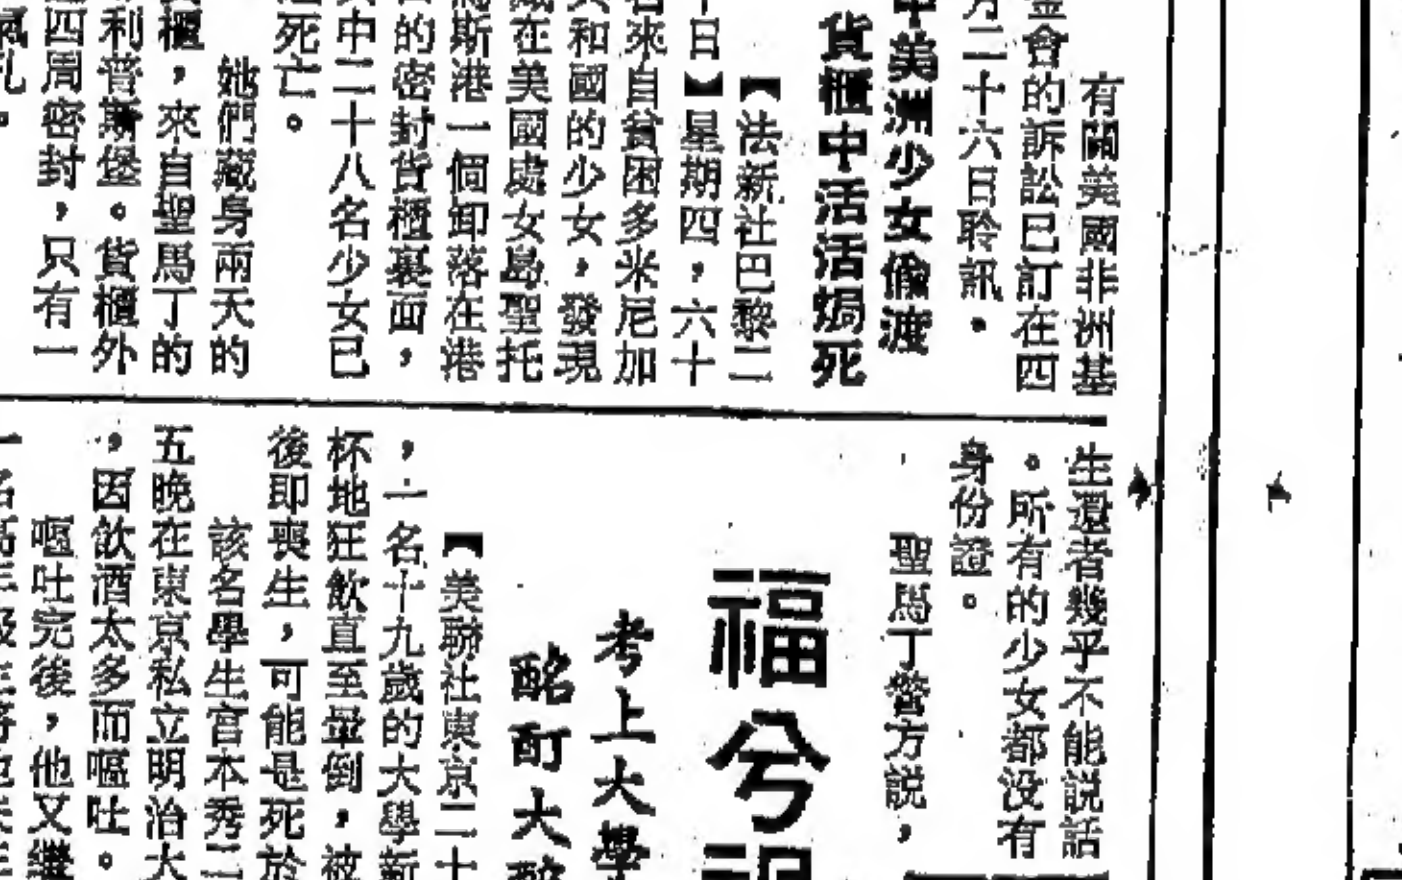 有關美國非洲基
金會的訴訟已訂在四
月二十六日聆訊。
中美洲少女偷渡
貨櫃中活活焗死
【法新社巴黎二
十日】星期四，六十
名來自貧困多米尼加
共和國的少女，發現
藏在美國處女島聖托
馬斯港一個卸落在港
的密封貨櫃裏面，
中二十八名少女已
死亡。
她們藏身兩天的
貨櫃，來自聖馬丁的
利普斯堡。貨櫃外
四周密封，只有一
氣孔。
生還者幾乎不能説話
。所有的少女都没有
身份證。
聖馬丁警方説，
福兮
考上大學
酩酊大醉
【美聯社東京二十
，一名十九歲的大學新
杯地狂飲直至暈倒，被
後即喪生，可能是死於
該名學生宮本秀二
五晚在東京私立明治大
，因飲酒太多而嘔吐。
嘔吐完後，他又繼
一名高年級生